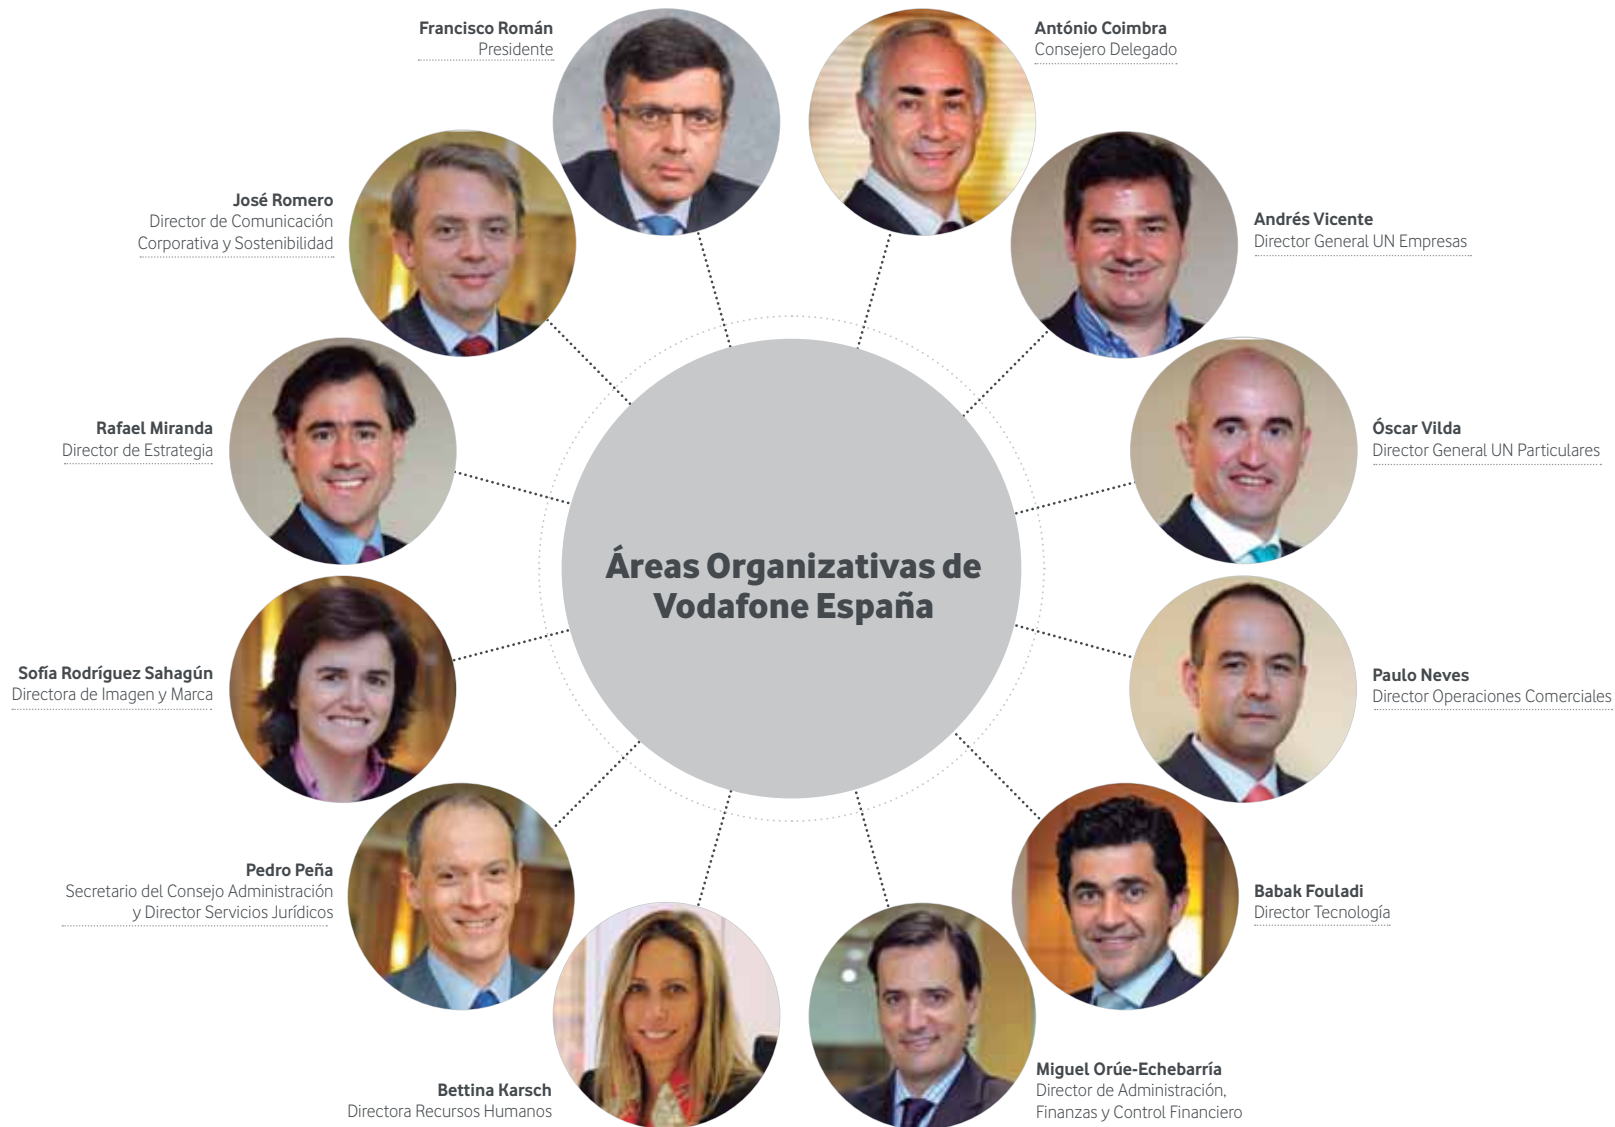 Francisco Román
Presidente
António Coimbra
Consejero Delegado
José Romero
Director de Comunicación
Corporativa y Sostenibilidad
Andrés Vicente
Director General UN Empresas
Rafael Miranda
Director de Estrategia
Óscar Vilda
Director General UN Particulares
Áreas Organizativas de
Vodafone España
Sofía Rodríguez Sahagún
Directora de Imagen y Marca
Paulo Neves
Director Operaciones Comerciales
Pedro Peña
Secretario del Consejo Administración
y Director Servicios Jurídicos
Babak Fouladi
Director Tecnología
Bettina Karsch
Directora Recursos Humanos
Miguel Orúe-Echebarría
Director de Administración,
Finanzas y Control Financiero